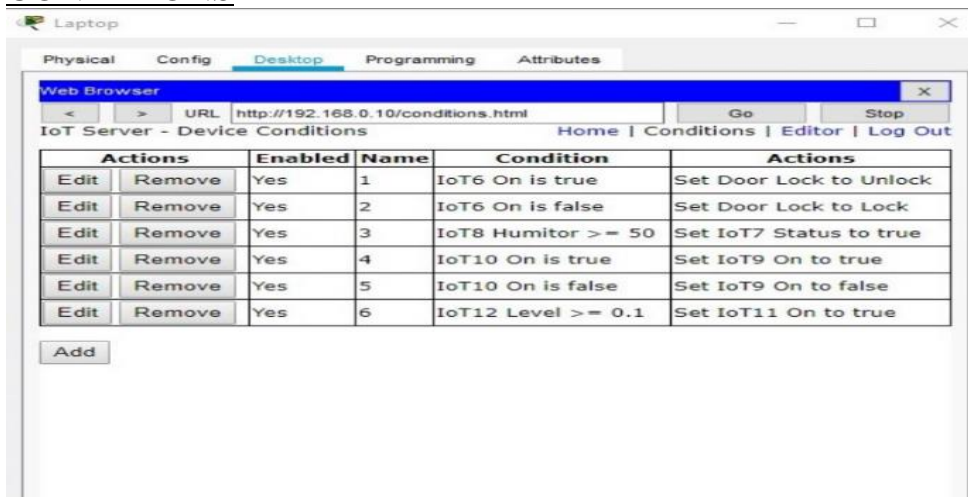 Laptop
Physical Config Desktop Programming Attributes
Web Browser X
< > URL http://192.168.0.10/conditions.html Go Stop
IoT Server - Device Conditions Home | Conditions | Editor | Log Out
Actions Enabled Name Condition Actions
Edit Remove Yes 1 IoT6 On is true Set Door Lock to Unlock
Edit Remove Yes 2 IoT6 On is false Set Door Lock to Lock
Edit Remove Yes 3 IoT8 Humitor >= 50 Set IoT7 Status to true
Edit Remove Yes 4 IoT10 On is true Set IoT9 On to true
Edit Remove Yes 5 IoT10 On is false Set IoT9 On to false
Edit Remove Yes 6 IoT12 Level >= 0.1 Set IoT11 On to true
Add